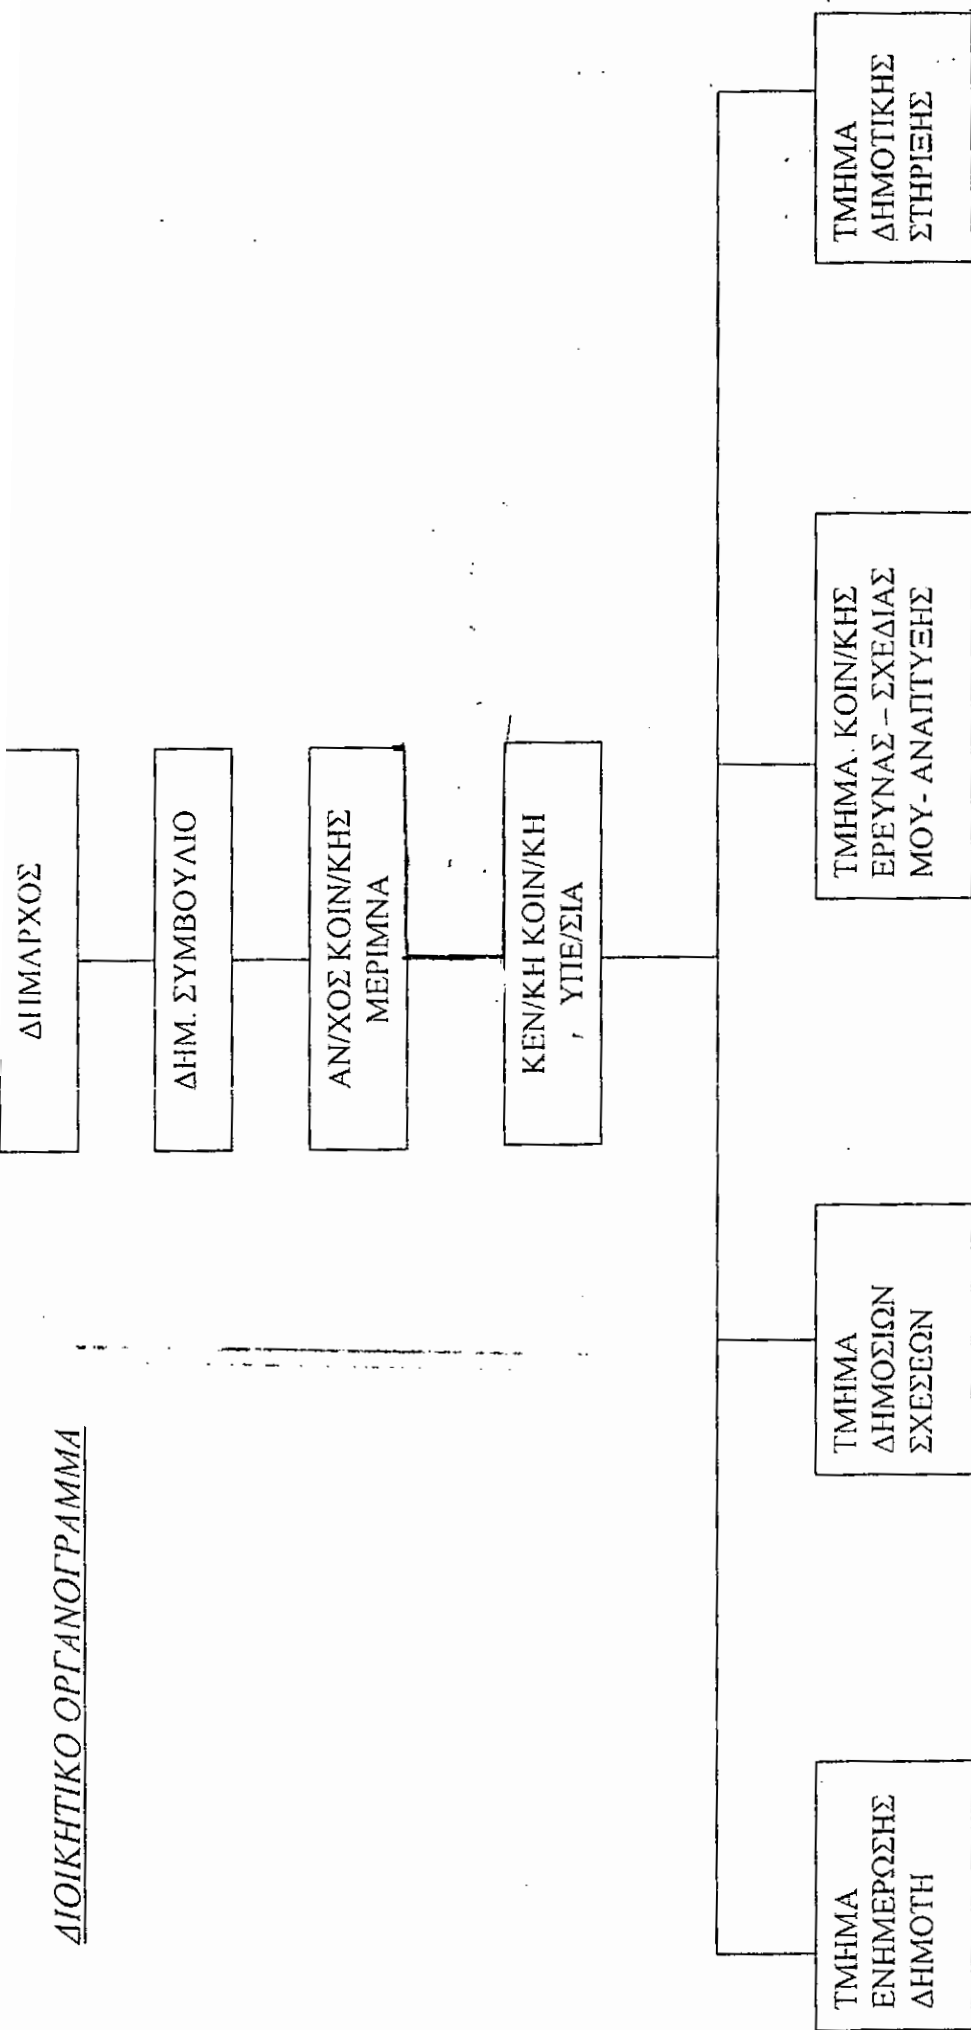 ΔΙΟΙΚΗΤΙΚΟ ΟΡΓΑΝΟΓΡΑΜΜΑ
ΔΗΜΑΡΧΟΣ
ΔΗΜ. ΣΥΜΒΟΥΛΙΟ
ΑΝ/ΧΟΣ ΚΟΙΝ/ΚΗΣ
ΜΕΡΙΜΝΑ
ΚΕΝ/ΚΗ ΚΟΙΝ/ΚΗ
ΥΠΕ/ΣΙΑ
ΤΜΗΜΑ
ΕΝΗΜΕΡΩΣΗΣ
ΔΗΜΟΤΗ
ΤΜΗΜΑ
ΔΗΜΟΣΙΩΝ
ΣΧΕΣΕΩΝ
ΤΜΗΜΑ. ΚΟΙΝ/ΚΗΣ
ΕΡΕΥΝΑΣ – ΣΧΕΔΙΑΣ
ΜΟΥ- ΑΝΑΠΤΥΞΗΣ
ΤΜΗΜΑ
ΔΗΜΟΤΙΚΗΣ
ΣΤΗΡΙΞΗΣ